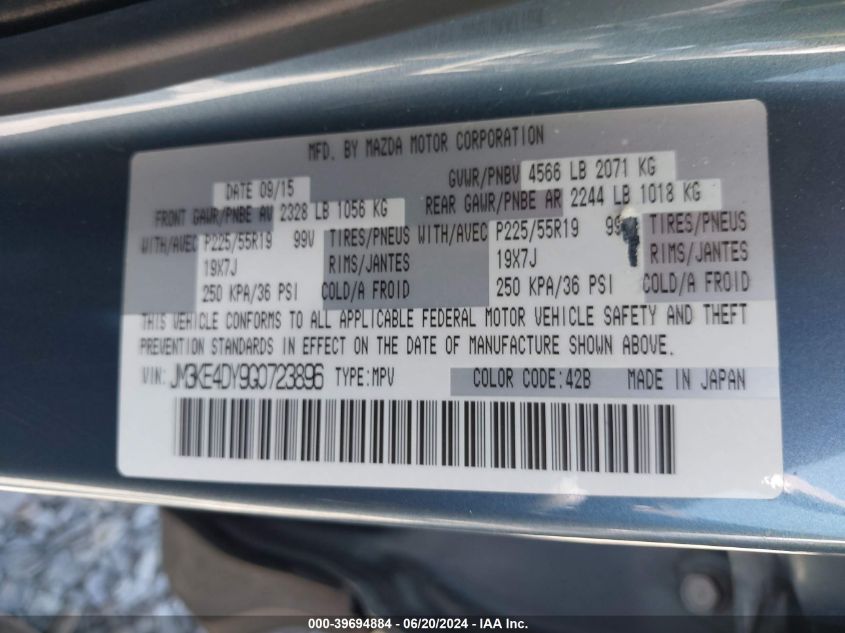 MFD. BY MAZDA MOTOR CORPORATION
DATE 09/15 GVWR/PNBV 4566 LB 2071 KG
FRONT GAWR/PNBE AV 2328 LB 1056 KG REAR GAWR/PNBE AR 2244 LB 1018 KG
WITH/AVEC P225/55R19 99V TIRES/PNEUS WITH/AVEC P225/55R19 TIRES/PNEUS
19X7J RIMS/JANTES 19X7J RIMS/JANTES
250 KPA/36 PSI COLD/A FROID 250 KPA/36 PSI COLD/A FROID
THIS VEHICLE CONFORMS TO ALL APPLICABLE FEDERAL MOTOR VEHICLE SAFETY AND THEFT
PREVENTION STANDARDS IN EFFECT ON THE DATE OF MANUFACTURE SHOWN ABOVE.
VIN: JM3KE4DY9G0723896 TYPE:MPV COLOR CODE:42B MADE IN JAPAN
000-39694884 - 06/20/2024 - IAA Inc.